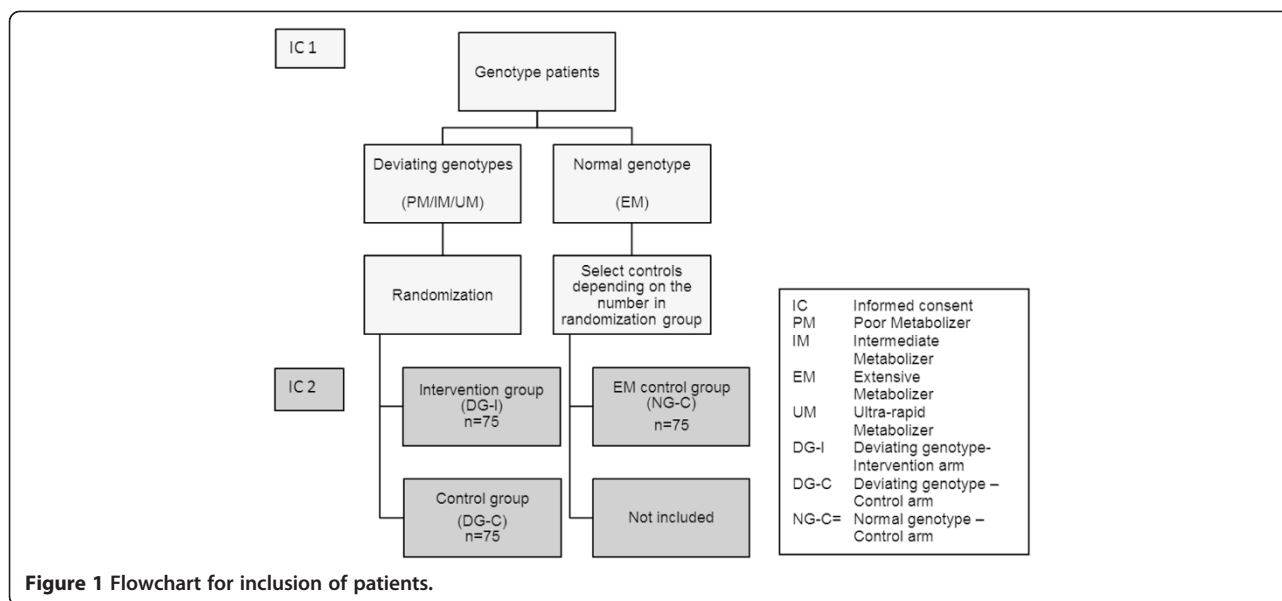 IC 1
Genotype patients
Deviating genotypes
(PM/IM/UM)
Normal genotype
(EM)
Randomization
Select controls
depending on the
number in
randomization group
IC 2
Intervention group
(DG-I)
n=75
EM control group
(NG-C)
n=75
Control group
(DG-C)
n=75
Not included
IC Informed consent
PM Poor Metabolizer
IM Intermediate
Metabolizer
EM Extensive
Metabolizer
UM Ultra-rapid
Metabolizer
DG-I Deviating genotype-
Intervention arm
DG-C Deviating genotype –
Control arm
NG-C= Normal genotype –
Control arm
Figure 1 Flowchart for inclusion of patients.